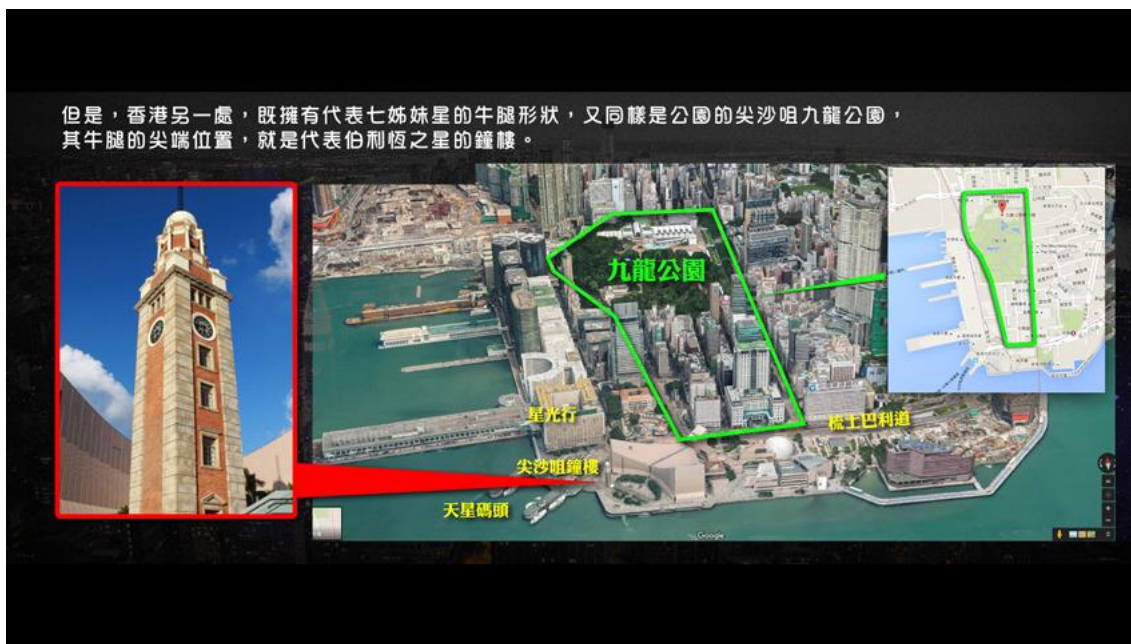 但是，香港另一處，既擁有代表七姊妹星的牛腿形狀，又同樣是公園的尖沙咀九龍公園，
其牛腿的尖端位置，就是代表伯利恆之星的鐘樓。
九龍公園
星光行
梳士巴利道
尖沙咀鐘樓
天星碼頭
Google